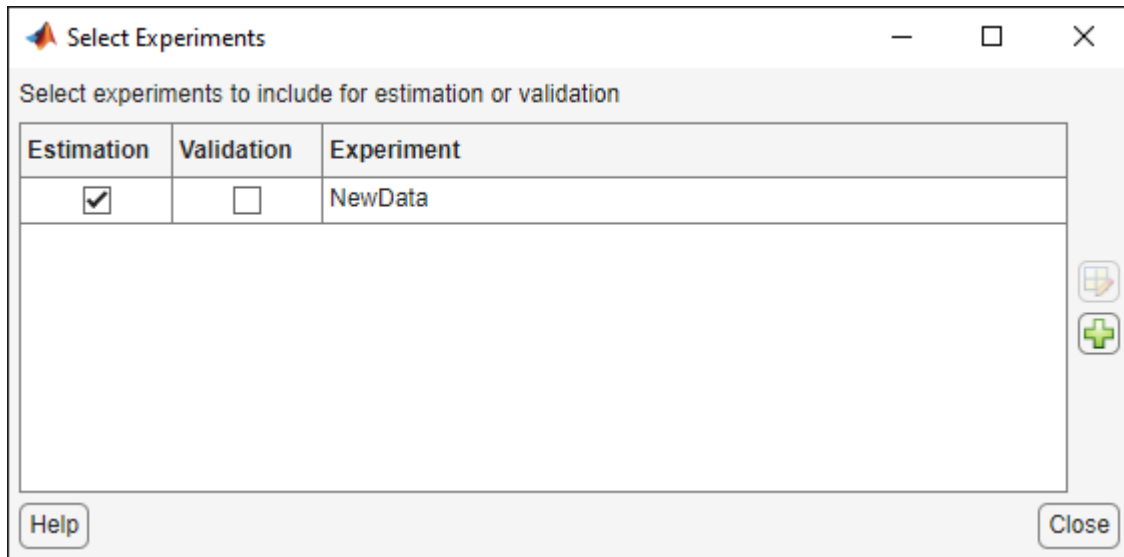 Select Experiments
Select experiments to include for estimation or validation
Estimation Validation Experiment
NewData
Help Close